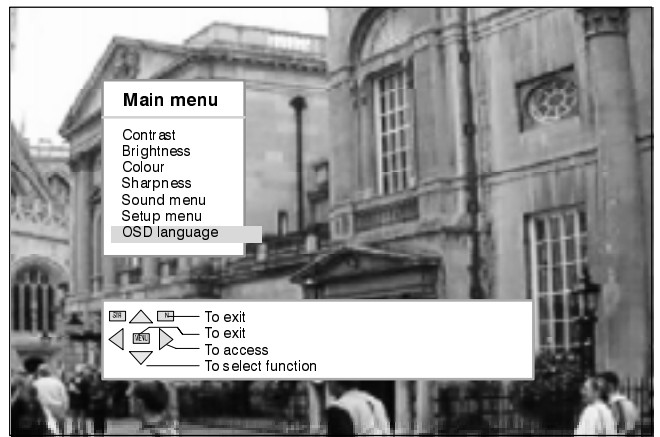 Main menu
Contrast
Brightness
Colour
Sharpness
Sound menu
Setup menu
OSD language
To exit
MENU To exit
To access
To select function